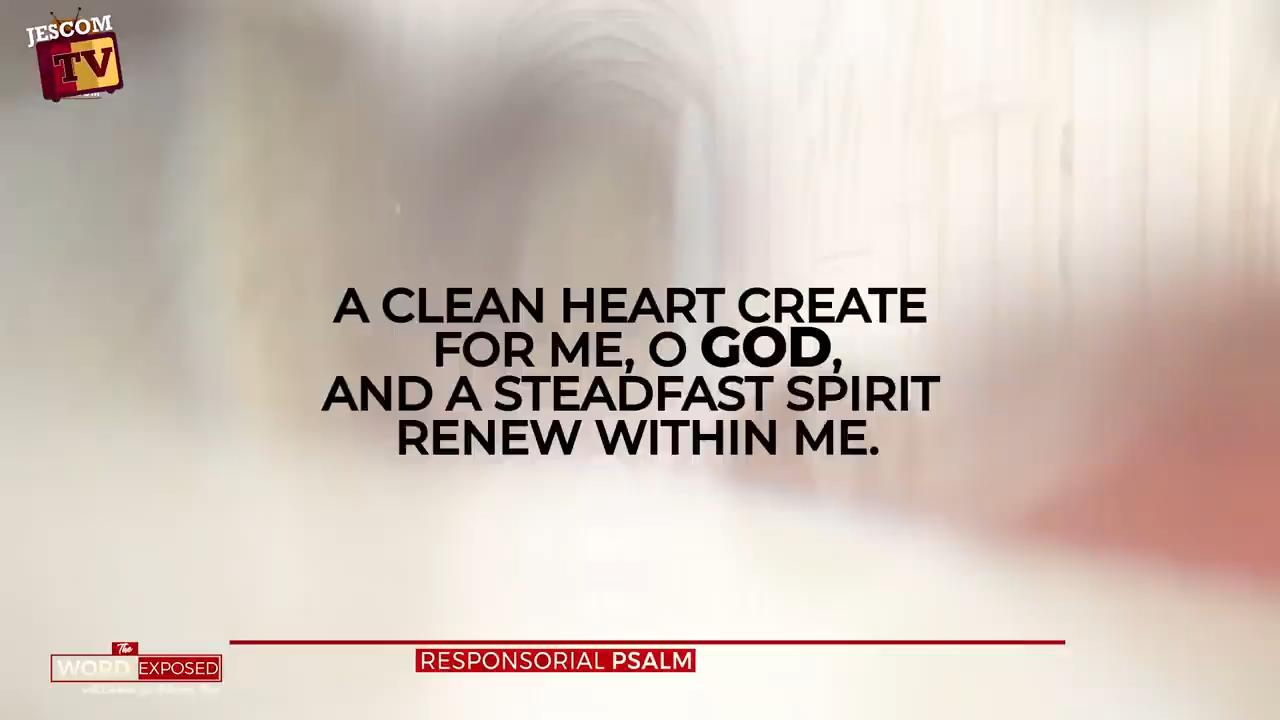 JESCOM
TV
A CLEAN HEART CREATE
FOR ME, O GOD,
AND A STEADFAST SPIRIT
RENEW WITHIN ME.
The
WORD EXPOSED
RESPONSORIAL PSALM